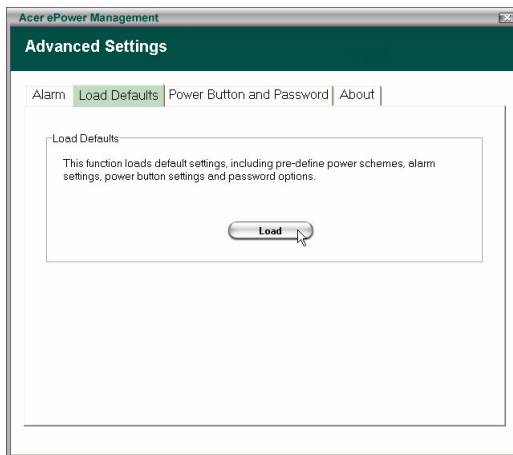 Acer ePower Management
Advanced Settings
Alarm Load Defaults Power Button and Password About
Load Defaults
This function loads default settings, including pre-define power schemes, alarm
settings, power button settings and password options.
Load